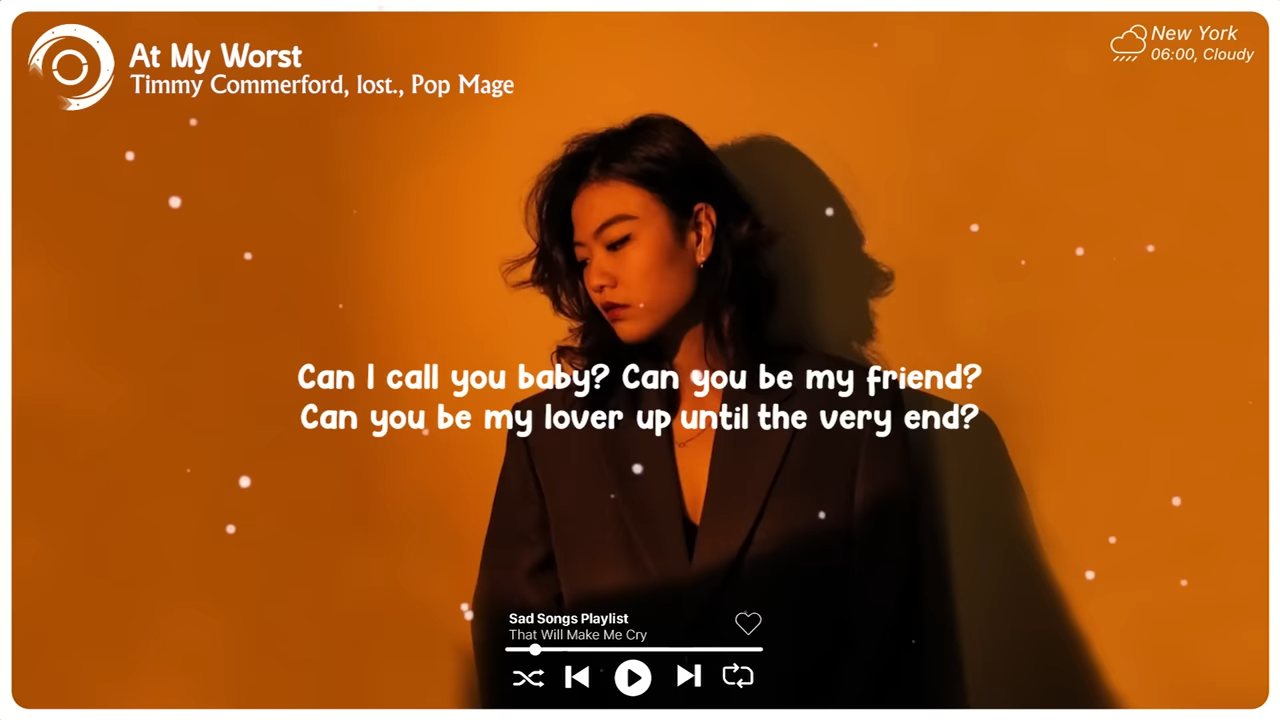 At My Worst
Timmy Commerford, lost., Pop Mage
New York
06:00, Cloudy
Can I call you baby? Can you be my friend?
Can you be my lover up until the very end?
Sad Songs Playlist
That Will Make Me Cry